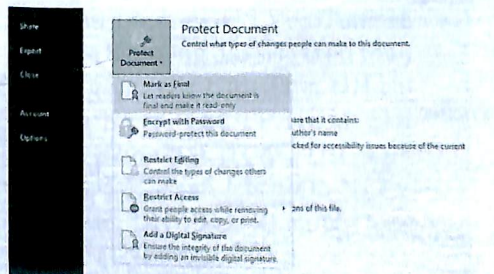 Share
Export
Close
Account
Options
Protect Document
Control what types of changes people can make to this document.
Protect
Document
Mark as Final
Let readers know the document is
final and make it read-only
Encrypt with Password
Password-protect this document
Restrict Editing
Control the types of changes others
can make
Restrict Access
Grant people access while removing
their ability to edit, copy, or print.
Add a Digital Signature
Ensure the integrity of the document
by adding an invisible digital signature.
are that it contains:
uthor's name
cked for accessibility issues because of the current
ons of this file.